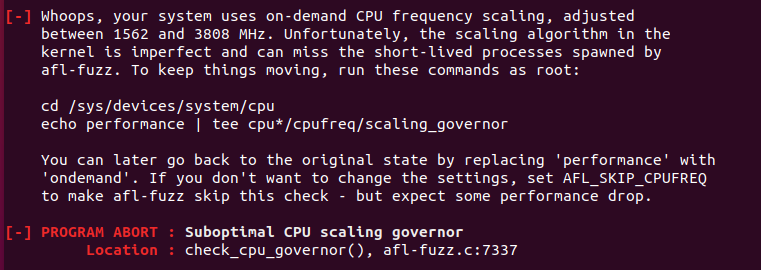 [-] Whoops, your system uses on-demand CPU frequency scaling, adjusted
between 1562 and 3808 MHz. Unfortunately, the scaling algorithm in the
kernel is imperfect and can miss the short-lived processes spawned by
afl-fuzz. To keep things moving, run these commands as root:
cd /sys/devices/system/cpu
echo performance | tee cpu*/cpufreq/scaling_governor
You can later go back to the original state by replacing 'performance' with
'ondemand'. If you don't want to change the settings, set AFL_SKIP_CPUFREQ
to make afl-fuzz skip this check - but expect some performance drop.
[-] PROGRAM ABORT : Suboptimal CPU scaling governor
Location : check_cpu_governor(), afl-fuzz.c:7337